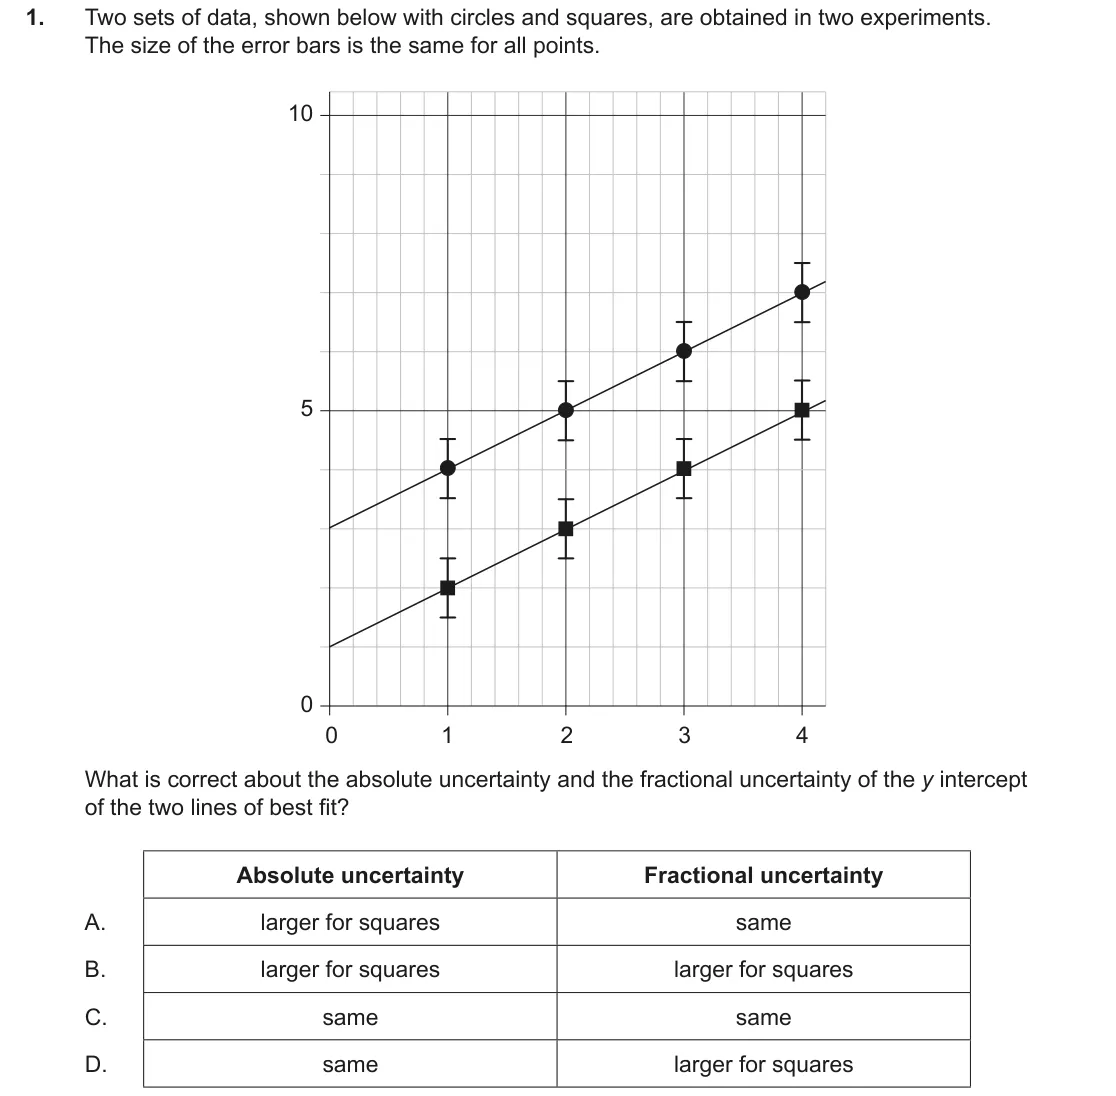 1. Two sets of data, shown below with circles and squares, are obtained in two experiments.
The size of the error bars is the same for all points.
10
5
0
0 1 2 3 4
What is correct about the absolute uncertainty and the fractional uncertainty of the y intercept
of the two lines of best fit?
Absolute uncertainty Fractional uncertainty
A. larger for squares same
B. larger for squares larger for squares
C. same same
D. same larger for squares